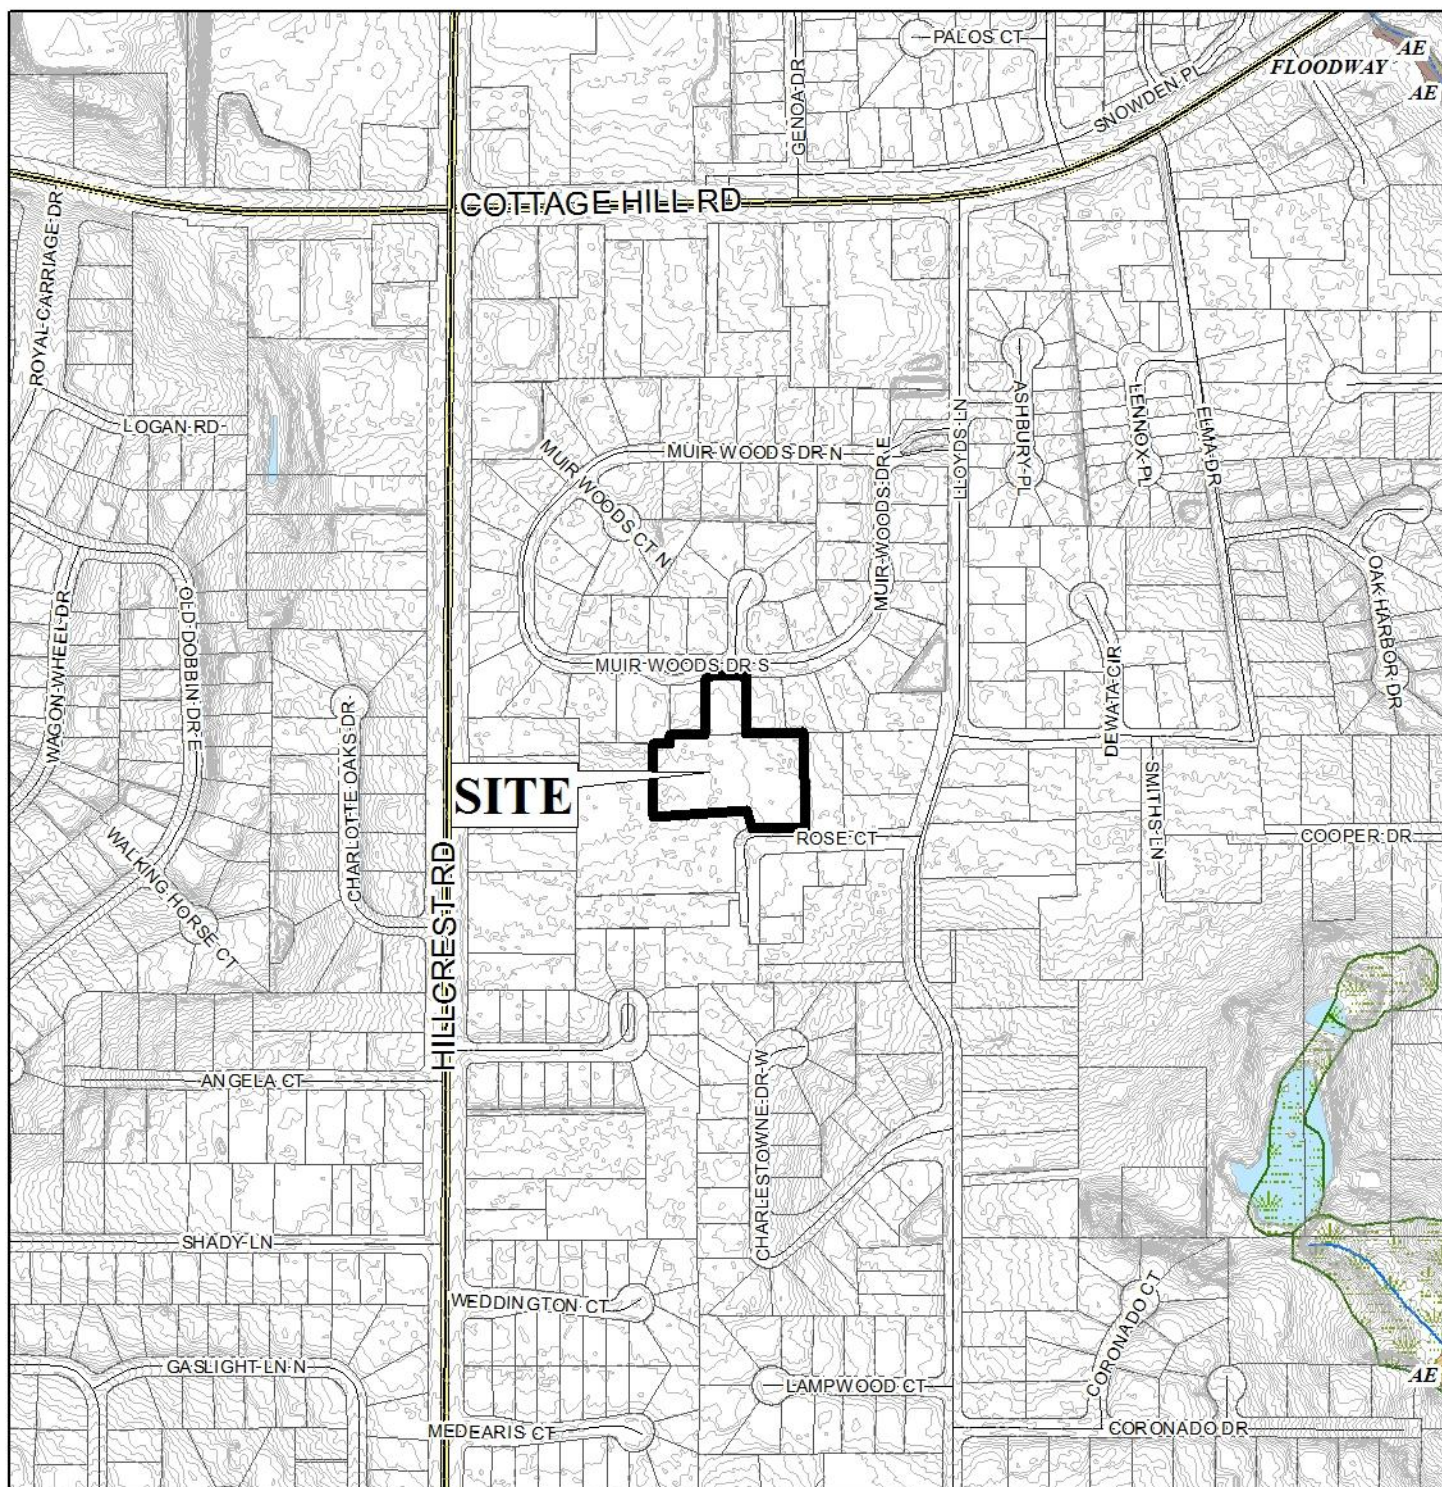 PALOS CT
AE
FLOODWAY
AE
SNOWDEN PL
GENOA DR
COTTAGE HILL RD
ROYAL CARRIAGE DR
LOGAN RD
MUIR WOODS DR N
MUIR WOODS CT N
MUIR WOODS DR E
LLOYDS LN
ASHBURY PL
LENNOX PL
ELMA DR
OAK HARBOR DR
WAGON WHEEL DR
OLD DOBBIN DR E
MUIR WOODS DR S
DEWATA CIR
CHARLOTTE OAKS DR
SITE
SMITHS LN
ROSE CT
COOPER DR
WALKING HORSE CT
HILLCREST RD
ANGELA CT
CHARLESTOWNE DR W
SHADY LN
WEDDINGTON CT
CORONADO CT
GASLIGHT LN N
LAMPWOOD CT
AE
MEDEARIS CT
CORONADO DR